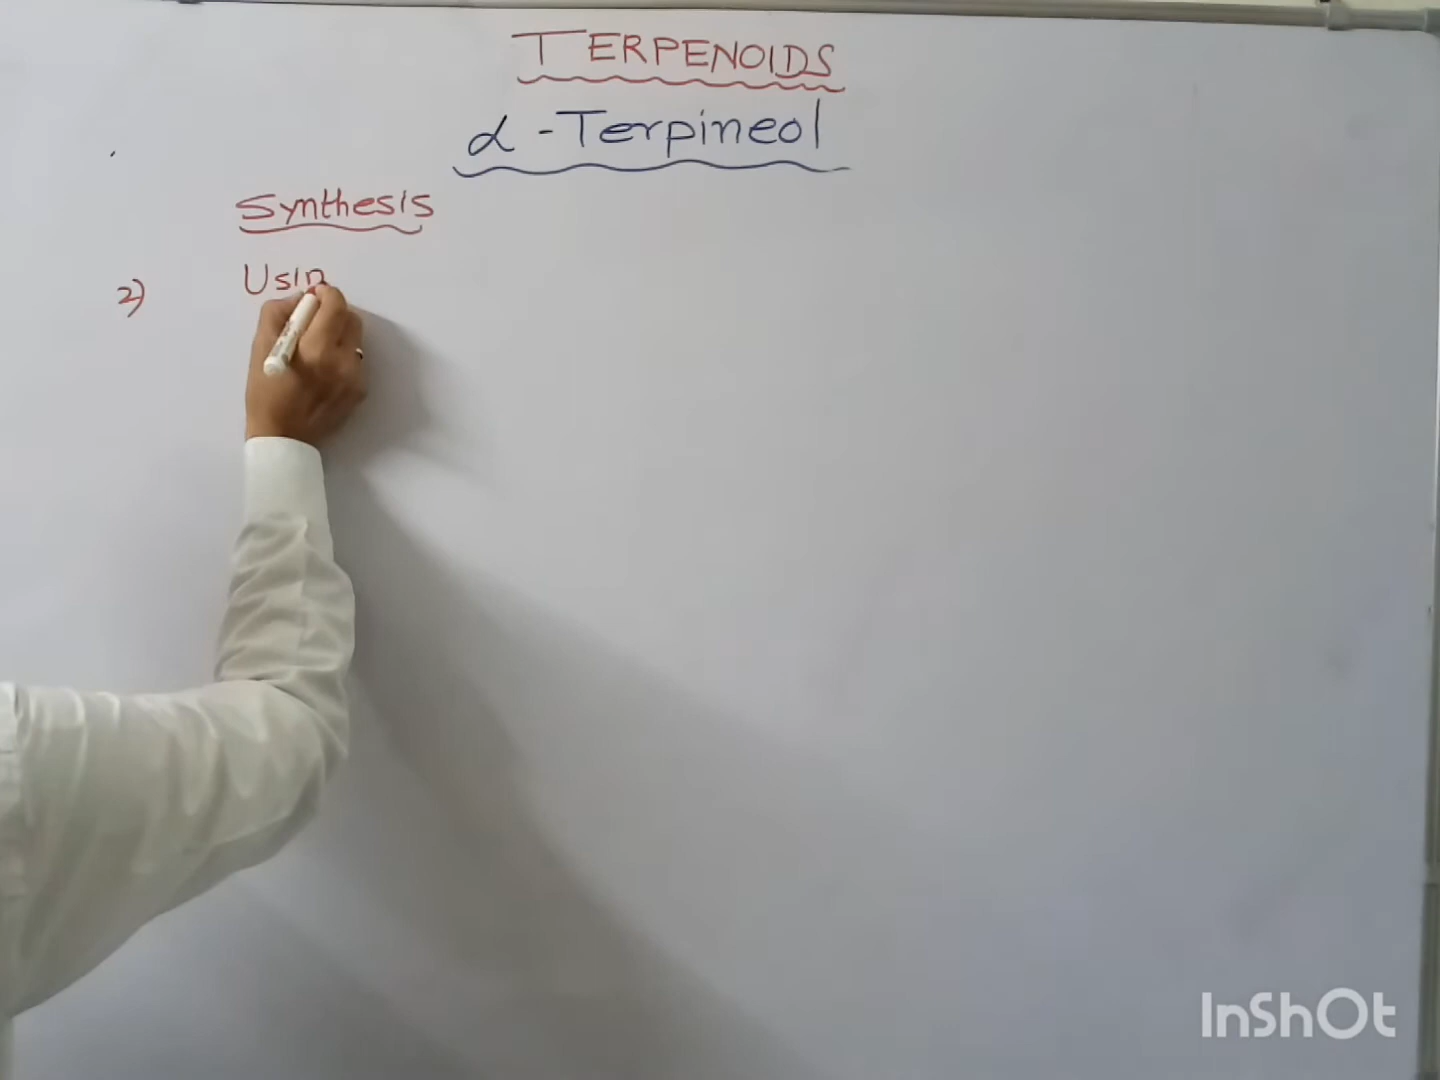 TERPENOIDS
α-Terpineol
Synthesis
2) Usin
InShOt